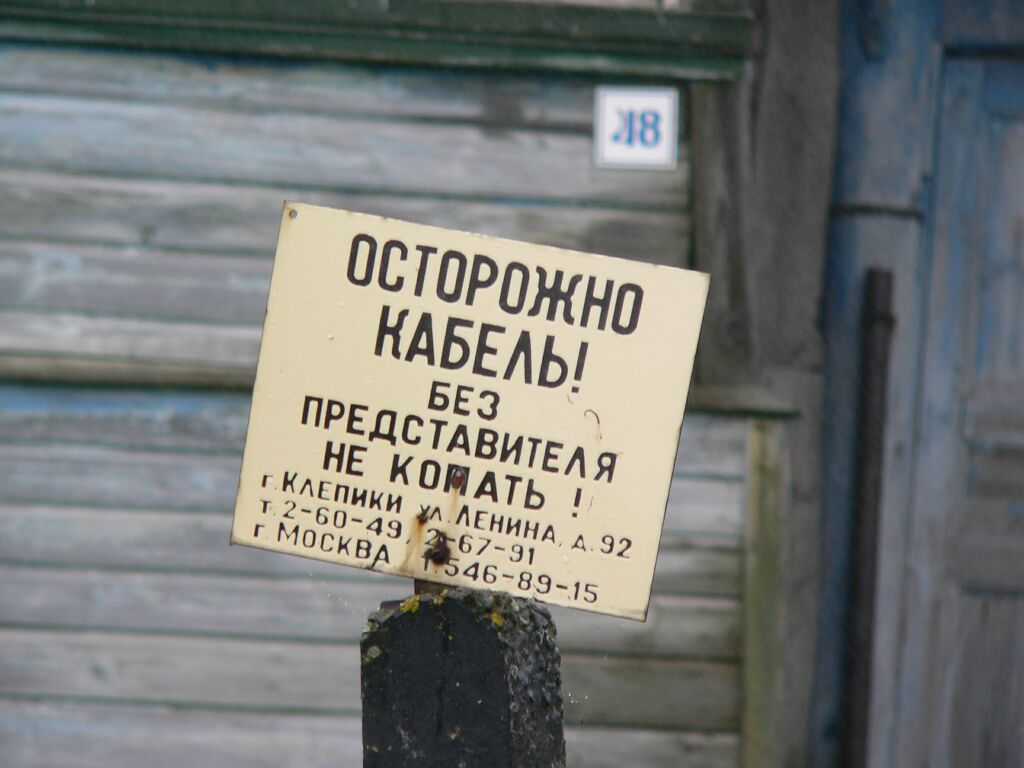 48
ОСТОРОЖНО
КАБЕЛЬ!
БЕЗ
ПРЕДСТАВИТЕЛЯ
НЕ КОПАТЬ !
г. КЛЕПИКИ ул. ЛЕНИНА, д. 92
т. 2-60-49, 2-67-91
г. МОСКВА т. 546-89-15